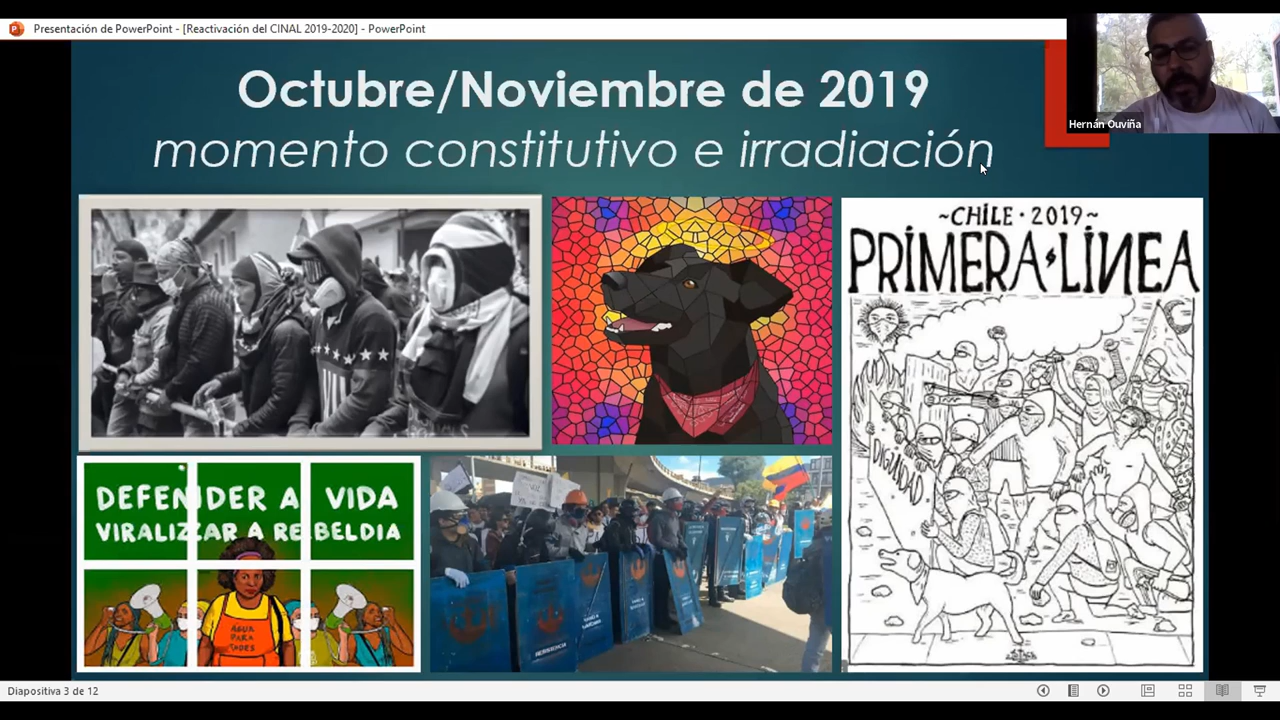 Presentación de PowerPoint - [Reactivación del CINAL 2019-2020] - PowerPoint
Hernán Ouviña
Octubre/Noviembre de 2019
momento constitutivo e irradiación
~CHiLE · 2019~
PRiMERA LiNEA
DIGNIDAD
DEFENDER A VIDA
VIRALIZAR A REBELDIA
AGUA
PARA
TODES
RESISTENCIA
Diapositiva 3 de 12